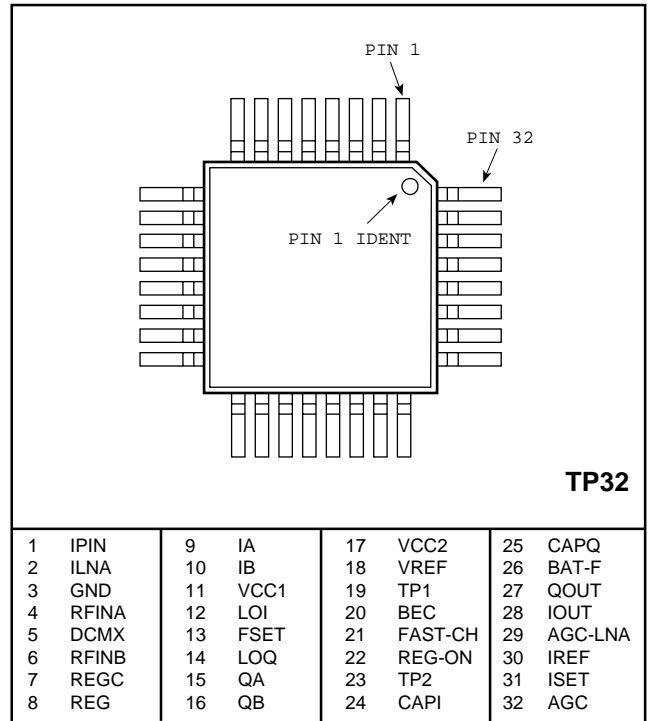 PIN 1
PIN 32
PIN 1 IDENT
TP32
1 IPIN 9 IA 17 VCC2 25 CAPQ
2 ILNA 10 IB 18 VREF 26 BAT-F
3 GND 11 VCC1 19 TP1 27 QOUT
4 RFINA 12 LOI 20 BEC 28 IOUT
5 DCMX 13 FSET 21 FAST-CH 29 AGC-LNA
6 RFINB 14 LOQ 22 REG-ON 30 IREF
7 REGC 15 QA 23 TP2 31 ISET
8 REG 16 QB 24 CAPI 32 AGC